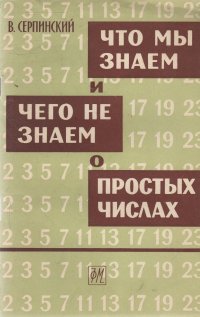 В. СЕРПИНСКИЙ
ЧТО МЫ
ЗНАЕМ
И
ЧЕГО НЕ
ЗНАЕМ
О
ПРОСТЫХ
ЧИСЛАХ
ФМ